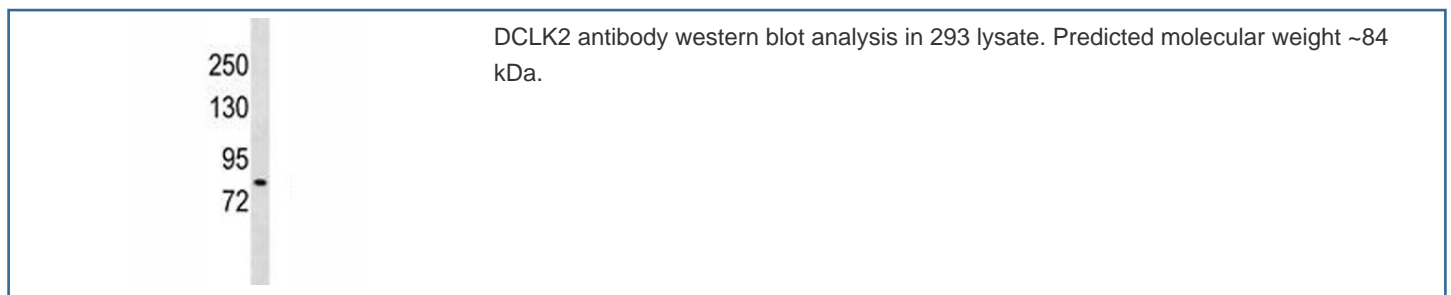 250
130
95
72
DCLK2 antibody western blot analysis in 293 lysate. Predicted molecular weight ~84
kDa.